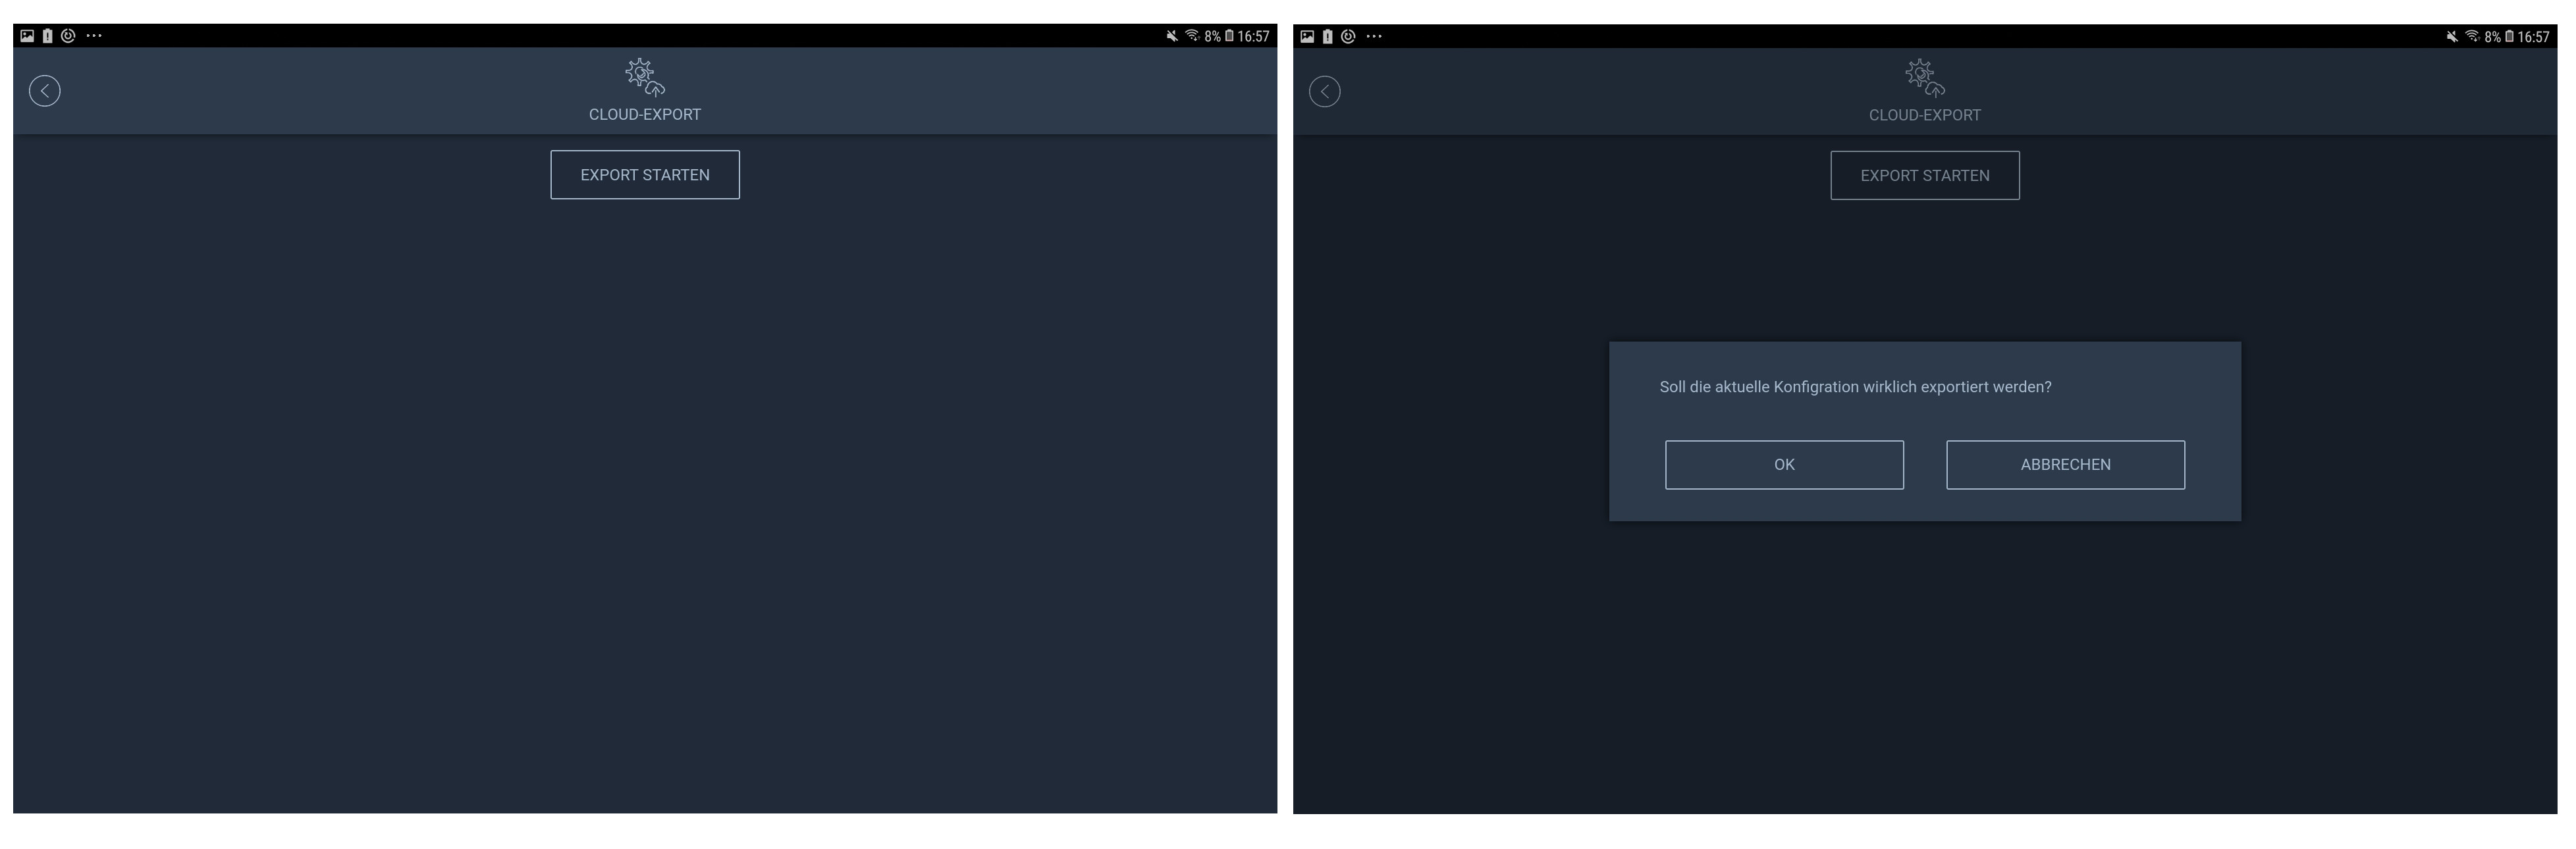 8% 16:57
CLOUD-EXPORT
EXPORT STARTEN
8% 16:57
CLOUD-EXPORT
EXPORT STARTEN
Soll die aktuelle Konfigration wirklich exportiert werden?
OK
ABBRECHEN